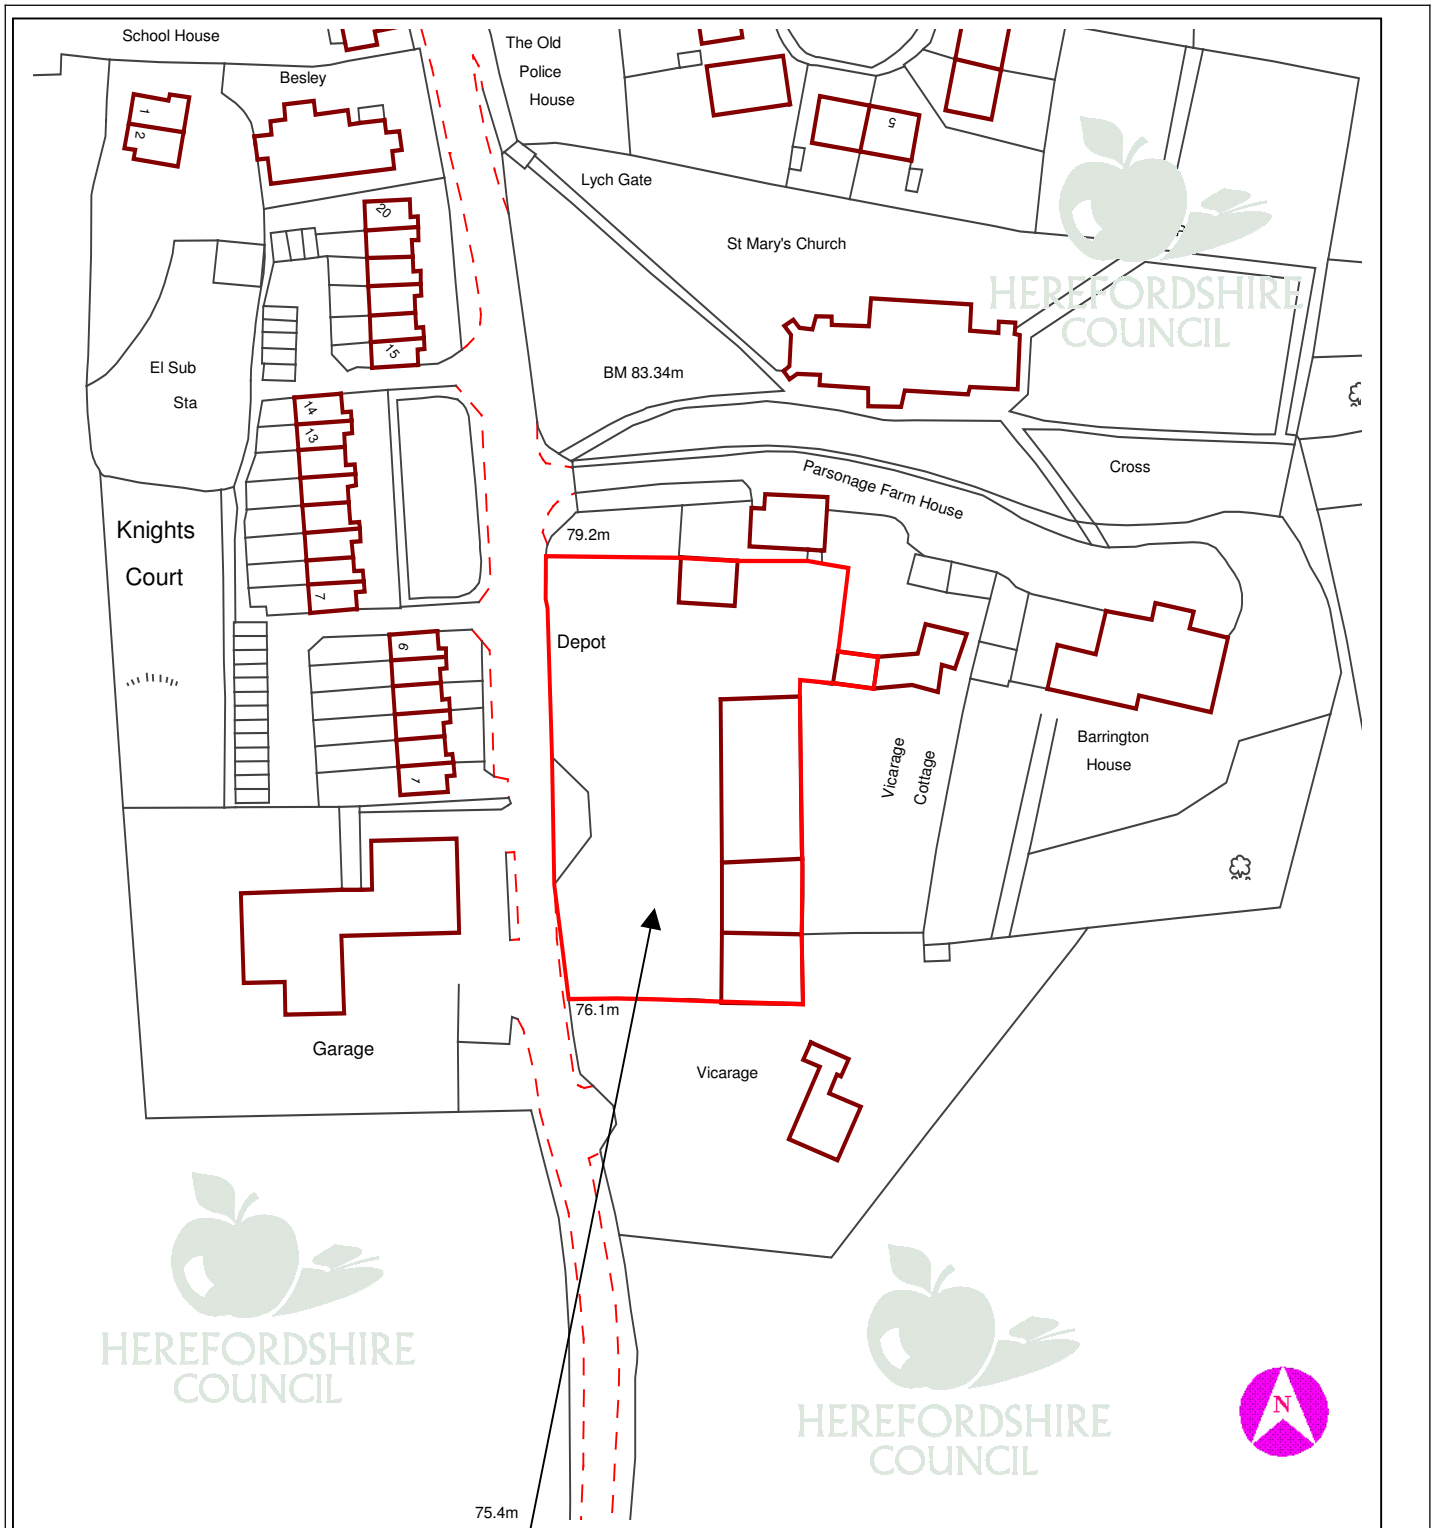 School House
The Old
Police
House
Besley
1
2
5
Lych Gate
20
St Mary's Church
HEREFORDSHIRE
COUNCIL
15
El Sub
Sta
BM 83.34m
14
13
Cross
Parsonage Farm House
Knights
Court
79.2m
7
Depot
6
Vicarage
Cottage
Barrington
House
1
76.1m
Garage
Vicarage
HEREFORDSHIRE
COUNCIL
HEREFORDSHIRE
COUNCIL
N
75.4m